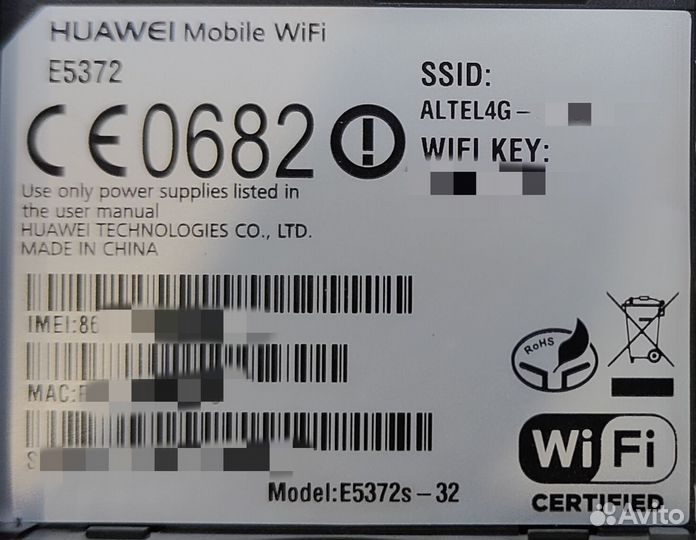 HUAWEI Mobile WiFi
E5372
CE0682
Use only power supplies listed in
the user manual
HUAWEI TECHNOLOGIES CO., LTD.
MADE IN CHINA
SSID:
ALTEL4G-
WIFI KEY:
IMEI:86
MAC:
S
Model:E5372s-32
RoHS
WiFi
CERTIFIED
Avito